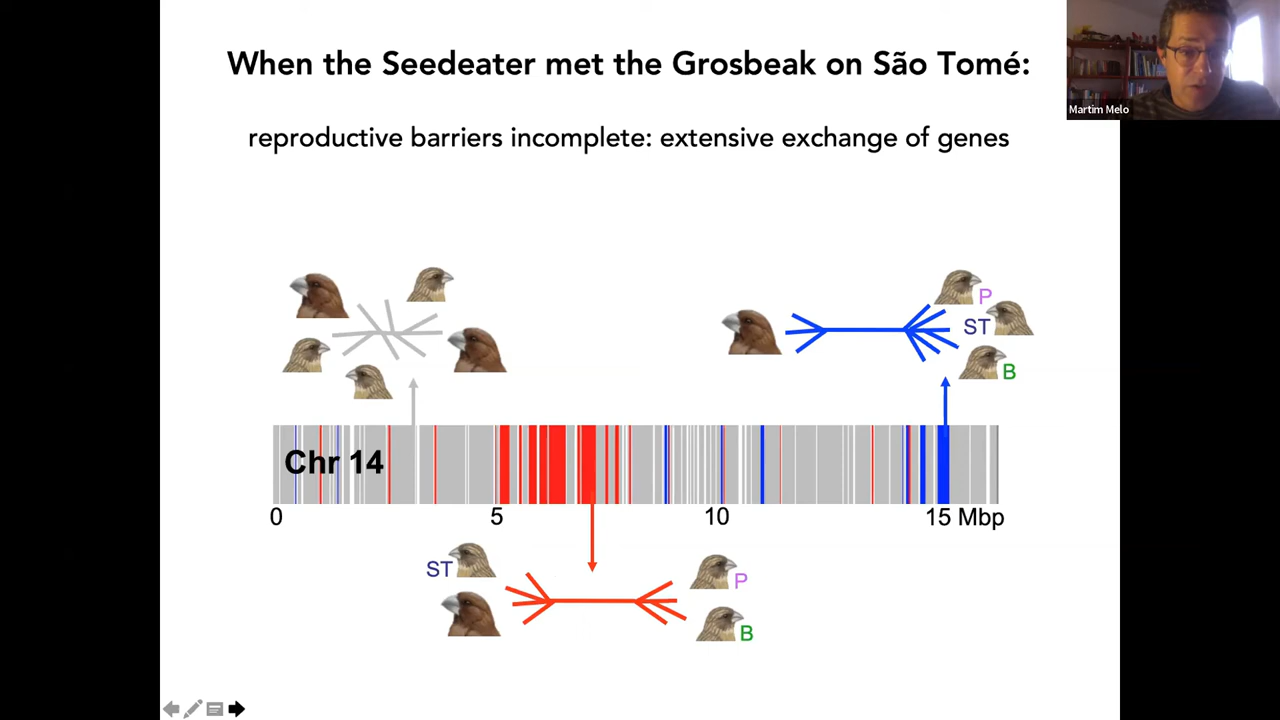 When the Seedeater met the Grosbeak on São Tomé:
Martim Melo
reproductive barriers incomplete: extensive exchange of genes
P
ST
B
Chr 14
0 5 10 15 Mbp
ST
P
B